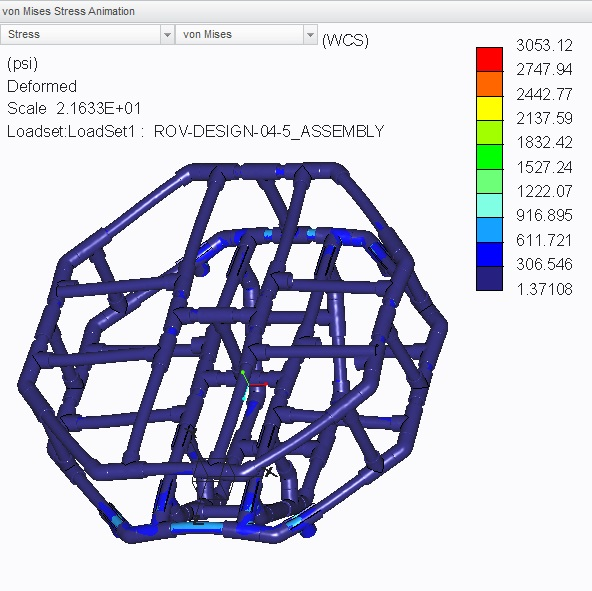 von Mises Stress Animation
Stress von Mises (WCS)
(psi)
Deformed
Scale 2.1633E+01
Loadset:LoadSet1 : ROV-DESIGN-04-5_ASSEMBLY
3053.12
2747.94
2442.77
2137.59
1832.42
1527.24
1222.07
916.895
611.721
306.546
1.37108